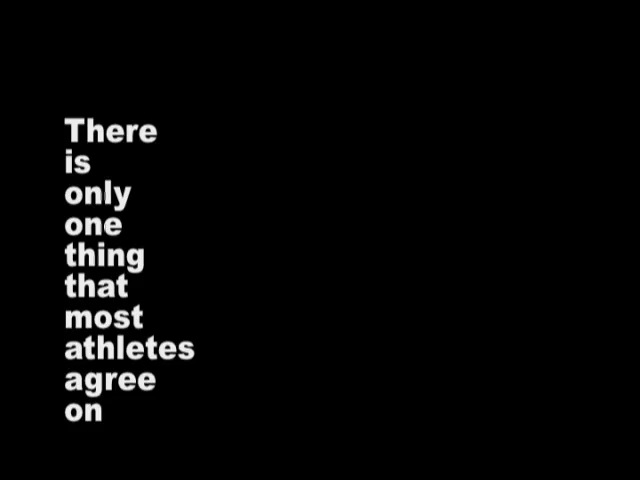 There
is
only
one
thing
that
most
athletes
agree
on